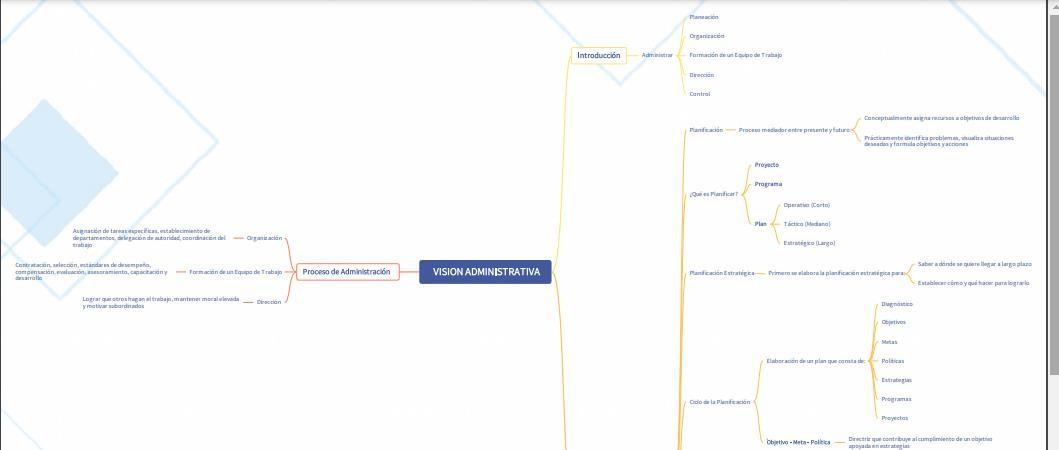 Planeación
Organización
Introducción
Administrar
Formación de un Equipo de Trabajo
Dirección
Control
Planificación
Proceso mediador entre presente y futuro:
Conceptualmente asigna recursos a objetivos de desarrollo
Prácticamente identifica problemas, visualiza situaciones
deseadas y formula objetivos y acciones
¿Qué es Planificar?
Proyecto
Programa
Plan
Operativo (Corto)
Táctico (Mediano)
Estratégico (Largo)
Asignación de tareas específicas, establecimiento de
departamentos, delegación de autoridad, coordinación del
trabajo
Organización
Contratación, selección, estándares de desempeño,
compensación, evaluación, asesoramiento, capacitación y
desarrollo
Formación de un Equipo de Trabajo
Lograr que otros hagan el trabajo, mantener moral elevada
y motivar subordinados
Dirección
Proceso de Administración
VISION ADMINISTRATIVA
Planificación Estratégica
Primero se elabora la planificación estratégica para:
Saber a dónde se quiere llegar a largo plazo
Establecer cómo y qué hacer para lograrlo
Ciclo de la Planificación
Elaboración de un plan que consta de:
Diagnóstico
Objetivos
Metas
Políticas
Estrategias
Programas
Proyectos
Objetivo - Meta - Política
Directriz que contribuye al cumplimiento de un objetivo
apoyada en estrategias